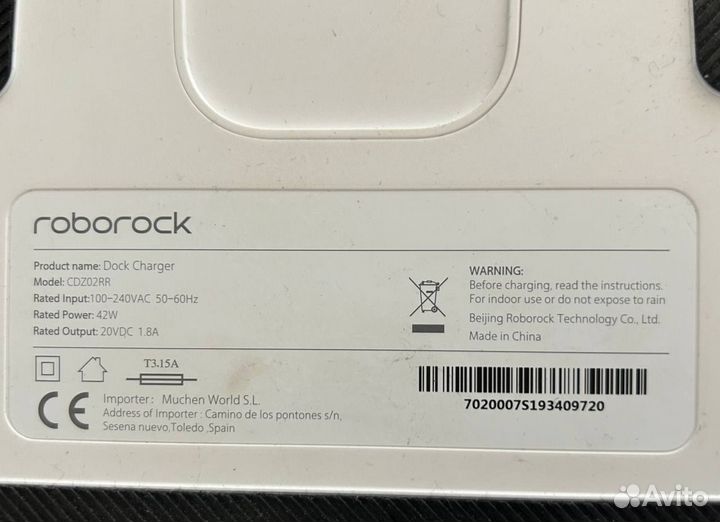 roborock
Product name: Dock Charger
Model: CDZ02RR
Rated Input:100-240VAC 50-60Hz
Rated Power: 42W
Rated Output: 20VDC 1.8A
WARNING:
Before charging, read the instructions.
For indoor use or do not expose to rain
Beijing Roborock Technology Co., Ltd.
Made in China
T3.15A
CE
Importer: Muchen World S.L.
Address of Importer : Camino de los pontones s/n,
Sesena nuevo,Toledo ,Spain
7020007S193409720
Avito